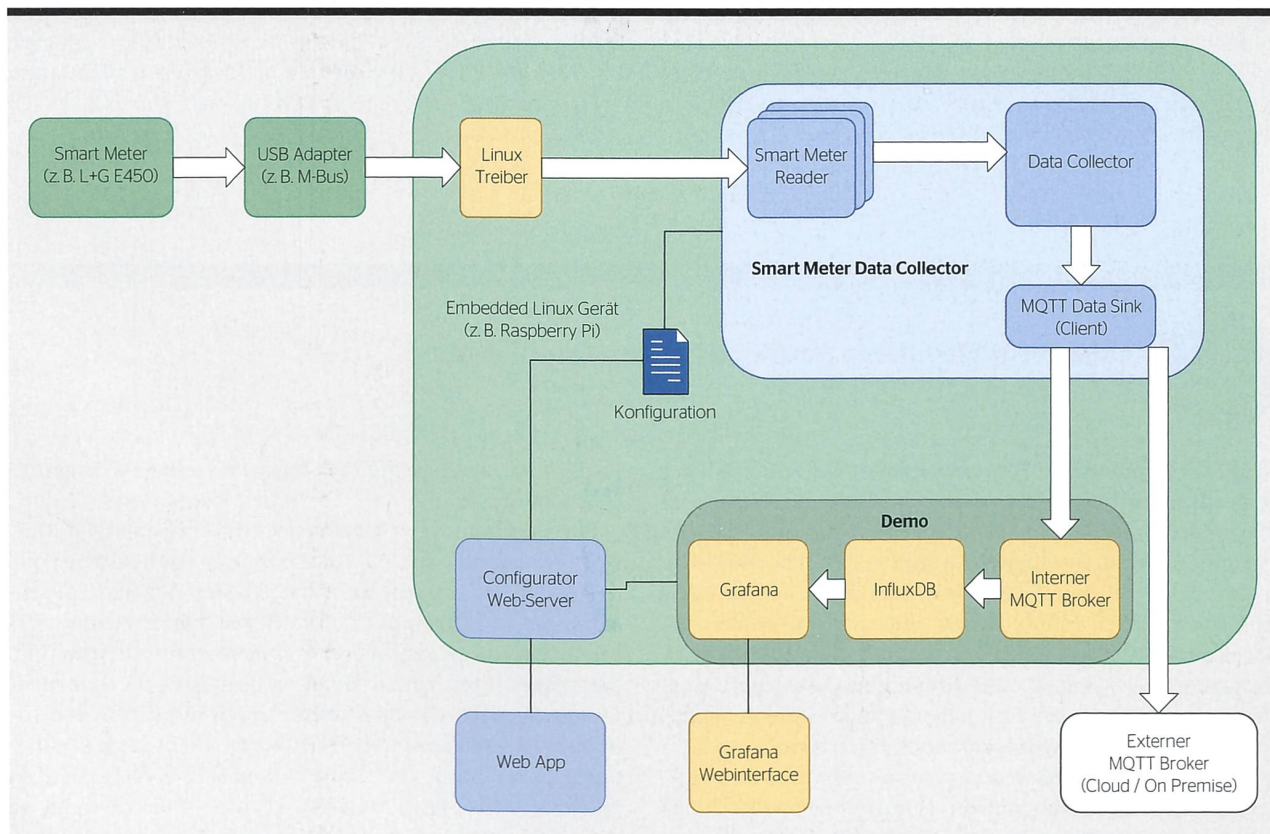 Smart Meter
(z. B. L+G E450)
USB Adapter
(z. B. M-Bus)
Linux
Treiber
Smart Meter
Reader
Data Collector
Smart Meter Data Collector
MQTT Data Sink
(Client)
Embedded Linux Gerät
(z. B. Raspberry Pi)
Konfiguration
Demo
Configurator
Web-Server
Grafana
InfluxDB
Interner
MQTT Broker
Web App
Grafana
Webinterface
Externer
MQTT Broker
(Cloud / On Premise)